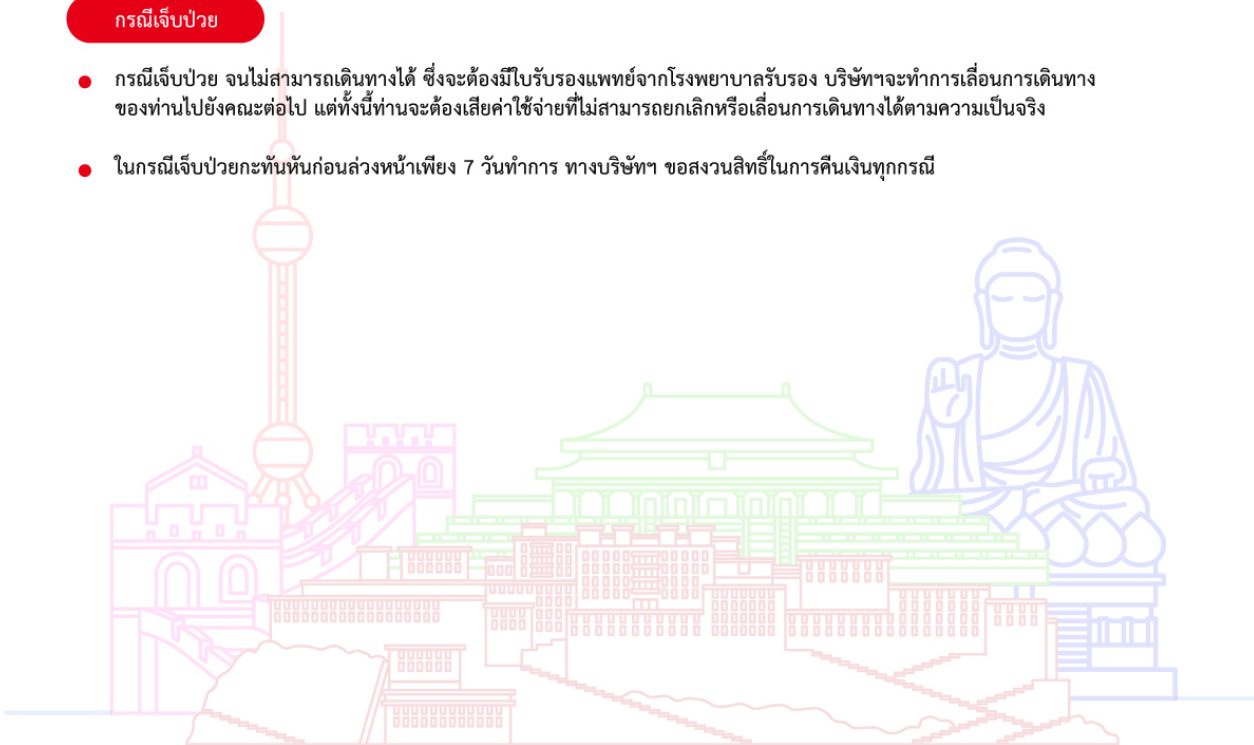 กรณีเจ็บป่วย
กรณีเจ็บป่วย จนไม่สามารถเดินทางได้ ซึ่งจะต้องมีใบรับรองแพทย์จากโรงพยาบาลรับรอง บริษัทฯจะทำการเลื่อนการเดินทาง
ของท่านไปยังคณะต่อไป แต่ทั้งนี้ท่านจะต้องเสียค่าใช้จ่ายที่ไม่สามารถยกเลิกหรือเลื่อนการเดินทางได้ตามความเป็นจริง
ในกรณีเจ็บป่วยกะทันหันก่อนล่วงหน้าเพียง 7 วันทำการ ทางบริษัทฯ ขอสงวนสิทธิ์ในการคืนเงินทุกกรณี